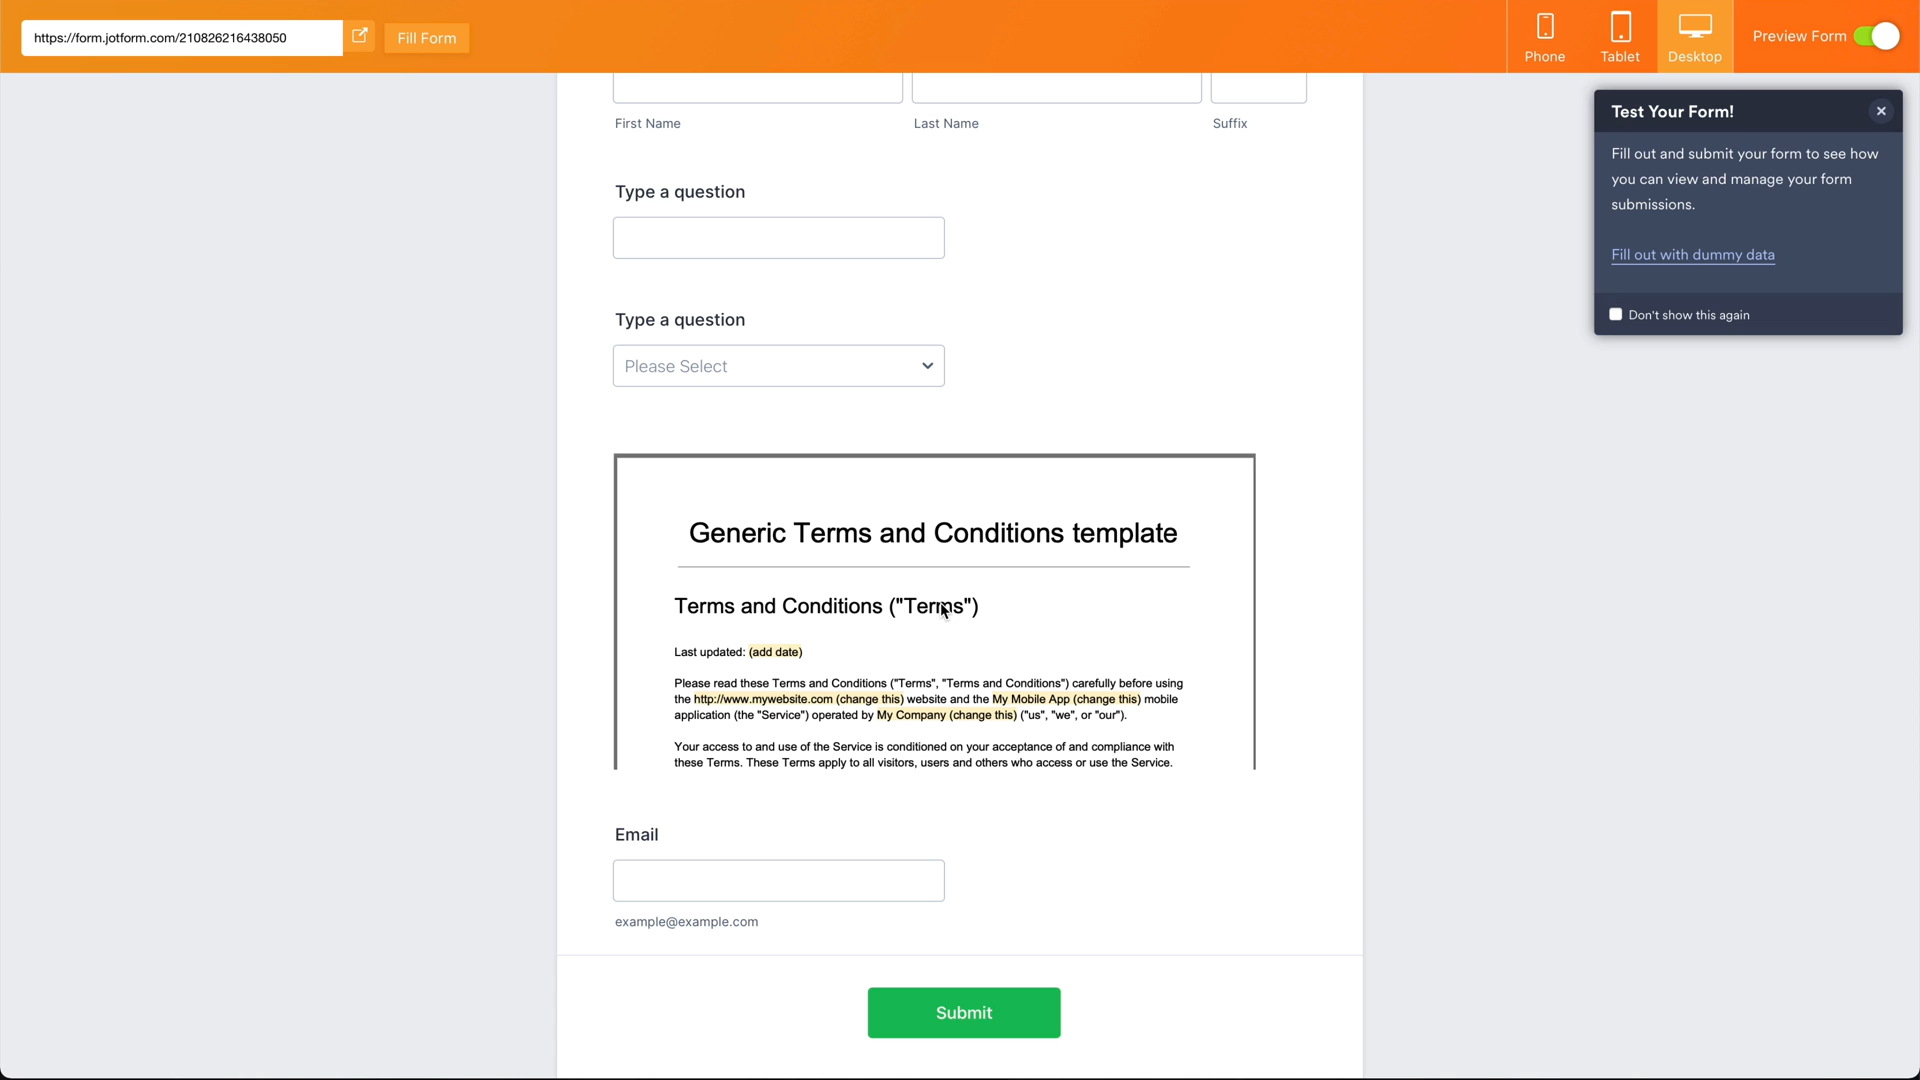 https://form.jotform.com/210826216438050
Fill Form
Phone
Tablet
Desktop
Preview Form
First Name
Last Name
Suffix
Type a question
Type a question
Please Select
Generic Terms and Conditions template
Terms and Conditions ("Terms")
Last updated: (add date)
Please read these Terms and Conditions ("Terms", "Terms and Conditions") carefully before using
the http://www.mywebsite.com (change this) website and the My Mobile App (change this) mobile
application (the "Service") operated by My Company (change this) ("us", "we", or "our").
Your access to and use of the Service is conditioned on your acceptance of and compliance with
these Terms. These Terms apply to all visitors, users and others who access or use the Service.
Email
example@example.com
Submit
Test Your Form!
Fill out and submit your form to see how
you can view and manage your form
submissions.
Fill out with dummy data
Don't show this again